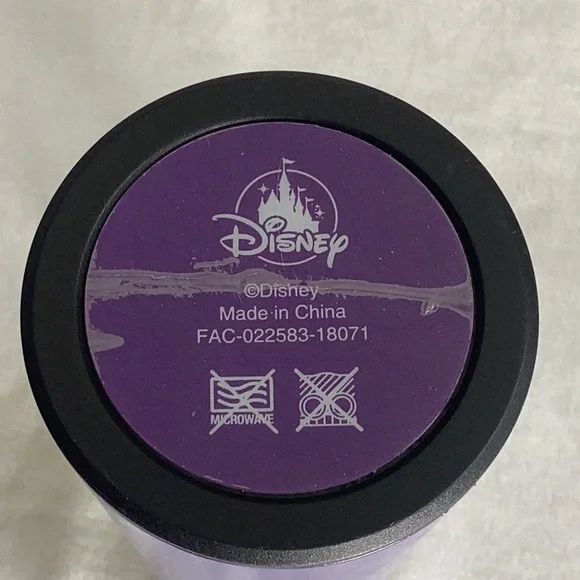 Disney
©Disney
Made in China
FAC-022583-18071
MICROWAVE